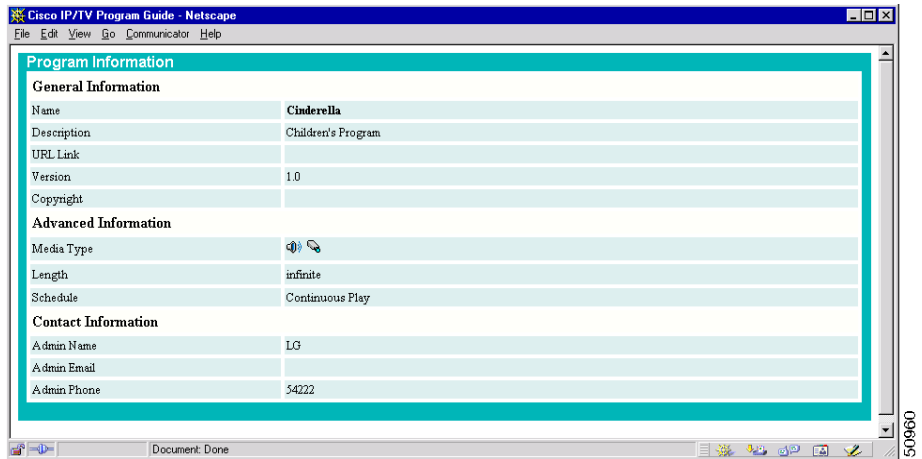 Cisco IP/TV Program Guide - Netscape
File Edit View Go Communicator Help
Program Information
General Information
Name Cinderella
Description Children's Program
URL Link
Version 1.0
Copyright
Advanced Information
Media Type
Length infinite
Schedule Continuous Play
Contact Information
Admin Name LG
Admin Email
Admin Phone 54222
Document: Done
50960